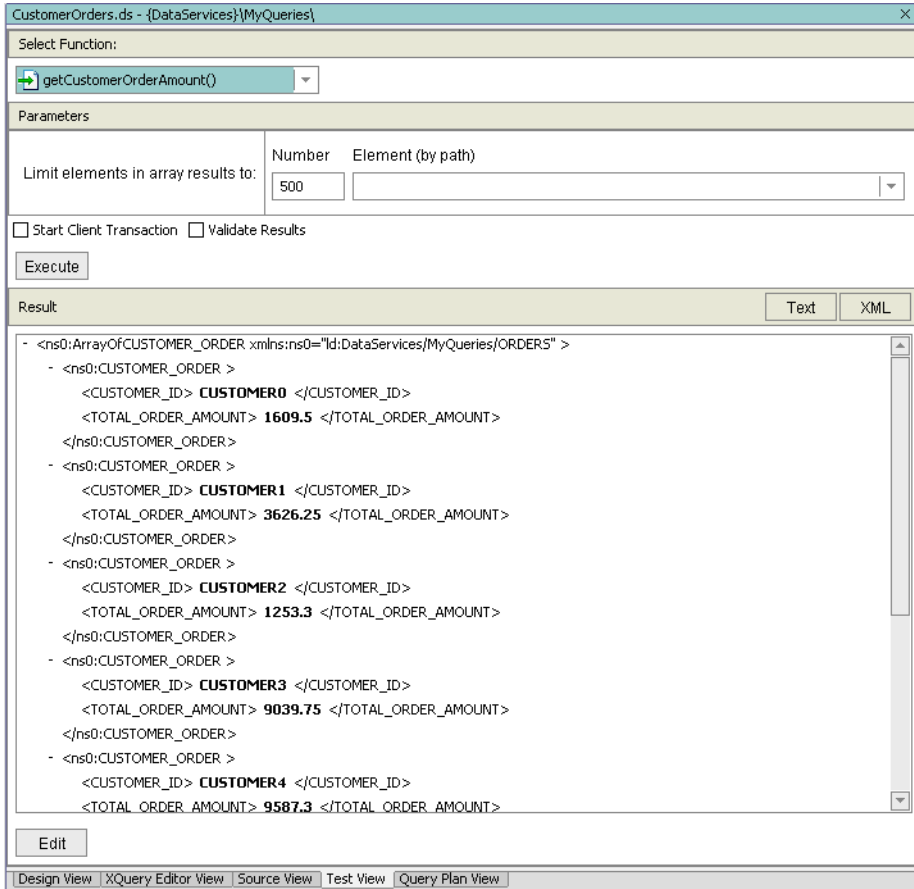 CustomerOrders.ds - {DataServices}\MyQueries\
Select Function:
getCustomerOrderAmount()
Parameters
Limit elements in array results to:
Number Element (by path)
500
Start Client Transaction Validate Results
Execute
Result Text XML
- <ns0:ArrayOfCUSTOMER_ORDER xmlns:ns0="ld:DataServices/MyQueries/ORDERS" >
- <ns0:CUSTOMER_ORDER >
<CUSTOMER_ID> CUSTOMER0 </CUSTOMER_ID>
<TOTAL_ORDER_AMOUNT> 1609.5 </TOTAL_ORDER_AMOUNT>
</ns0:CUSTOMER_ORDER>
- <ns0:CUSTOMER_ORDER >
<CUSTOMER_ID> CUSTOMER1 </CUSTOMER_ID>
<TOTAL_ORDER_AMOUNT> 3626.25 </TOTAL_ORDER_AMOUNT>
</ns0:CUSTOMER_ORDER>
- <ns0:CUSTOMER_ORDER >
<CUSTOMER_ID> CUSTOMER2 </CUSTOMER_ID>
<TOTAL_ORDER_AMOUNT> 1253.3 </TOTAL_ORDER_AMOUNT>
</ns0:CUSTOMER_ORDER>
- <ns0:CUSTOMER_ORDER >
<CUSTOMER_ID> CUSTOMER3 </CUSTOMER_ID>
<TOTAL_ORDER_AMOUNT> 9039.75 </TOTAL_ORDER_AMOUNT>
</ns0:CUSTOMER_ORDER>
- <ns0:CUSTOMER_ORDER >
<CUSTOMER_ID> CUSTOMER4 </CUSTOMER_ID>
<TOTAL_ORDER_AMOUNT> 9587.3 </TOTAL_ORDER_AMOUNT>
Edit
Design View XQuery Editor View Source View Test View Query Plan View